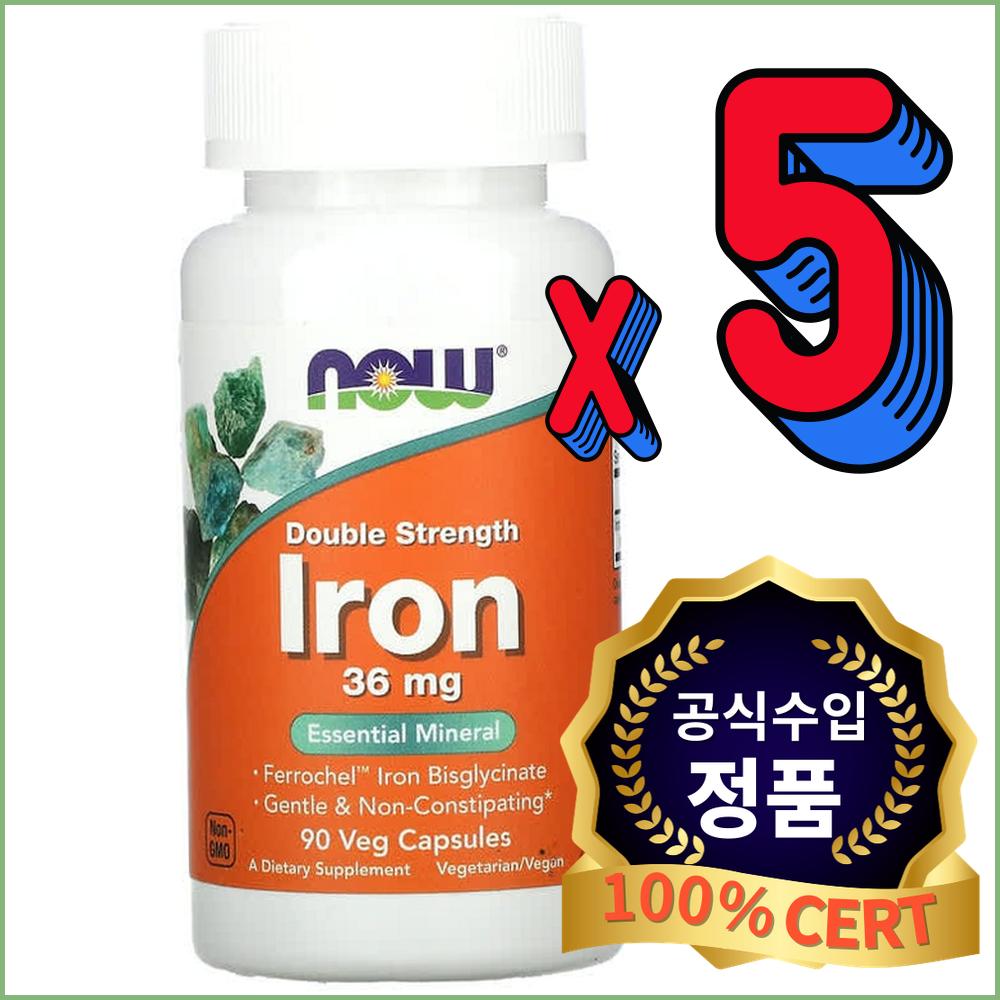 now®
x 5
Double Strength
Iron
36 mg
Essential Mineral
• Ferrochel™ Iron Bisglycinate
• Gentle & Non-Constipating*
90 Veg Capsules
Non-
GMO
A Dietary Supplement Vegetarian/Vegan
공식수입
정품
100% CERT